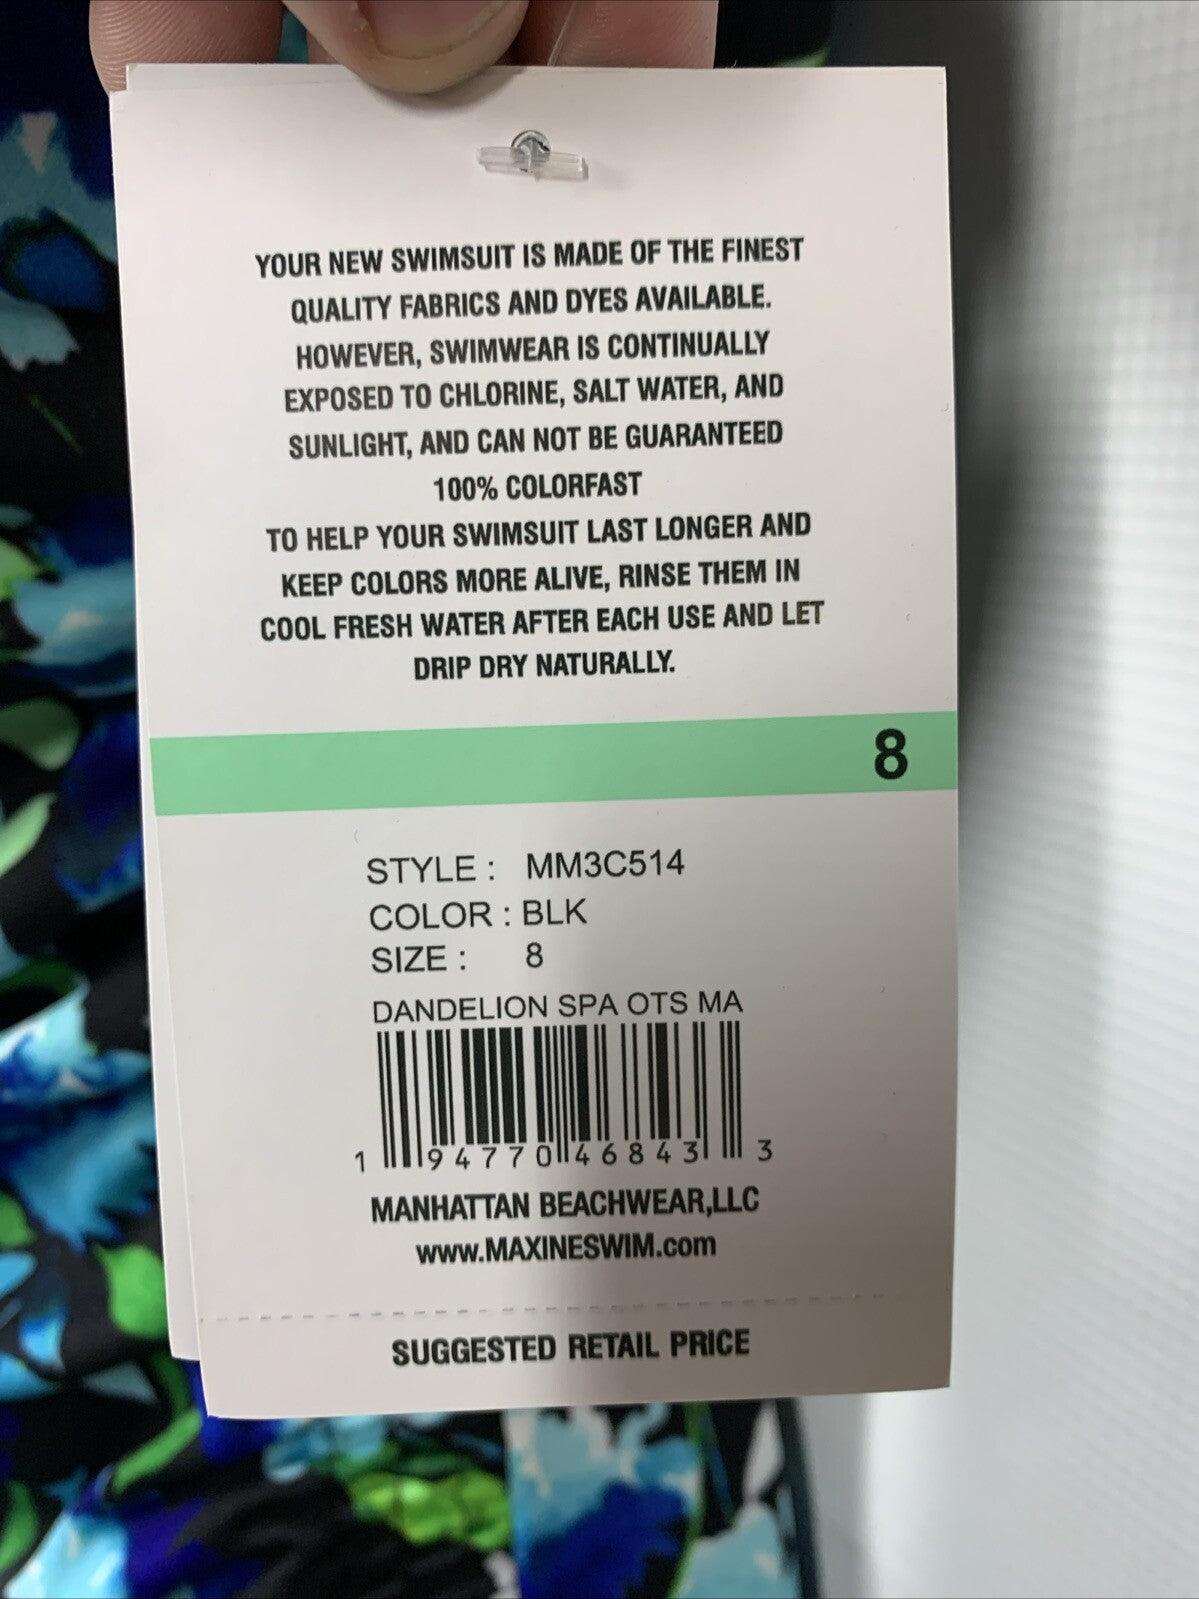 YOUR NEW SWIMSUIT IS MADE OF THE FINEST
QUALITY FABRICS AND DYES AVAILABLE.
HOWEVER, SWIMWEAR IS CONTINUALLY
EXPOSED TO CHLORINE, SALT WATER, AND
SUNLIGHT, AND CAN NOT BE GUARANTEED
100% COLORFAST
TO HELP YOUR SWIMSUIT LAST LONGER AND
KEEP COLORS MORE ALIVE, RINSE THEM IN
COOL FRESH WATER AFTER EACH USE AND LET
DRIP DRY NATURALLY.
8
STYLE : MM3C514
COLOR : BLK
SIZE : 8
DANDELION SPA OTS MA
1 94770 46843 3
MANHATTAN BEACHWEAR,LLC
www.MAXINESWIM.com
SUGGESTED RETAIL PRICE